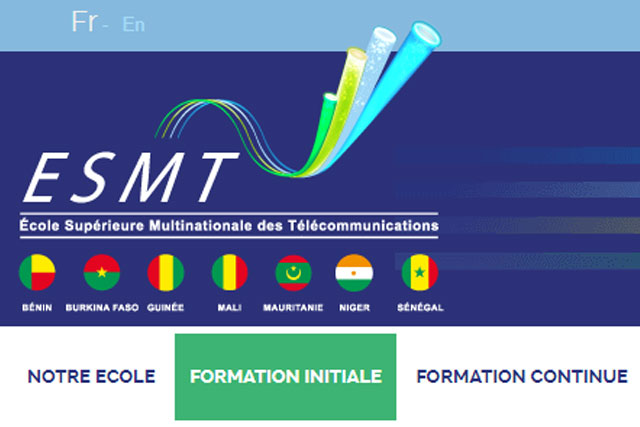 Fr - En
ESMT
École Supérieure Multinationale des Télécommunications
BÉNIN BURKINA FASO GUINÉE MALI MAURITANIE NIGER SÉNÉGAL
NOTRE ECOLE FORMATION INITIALE FORMATION CONTINUE